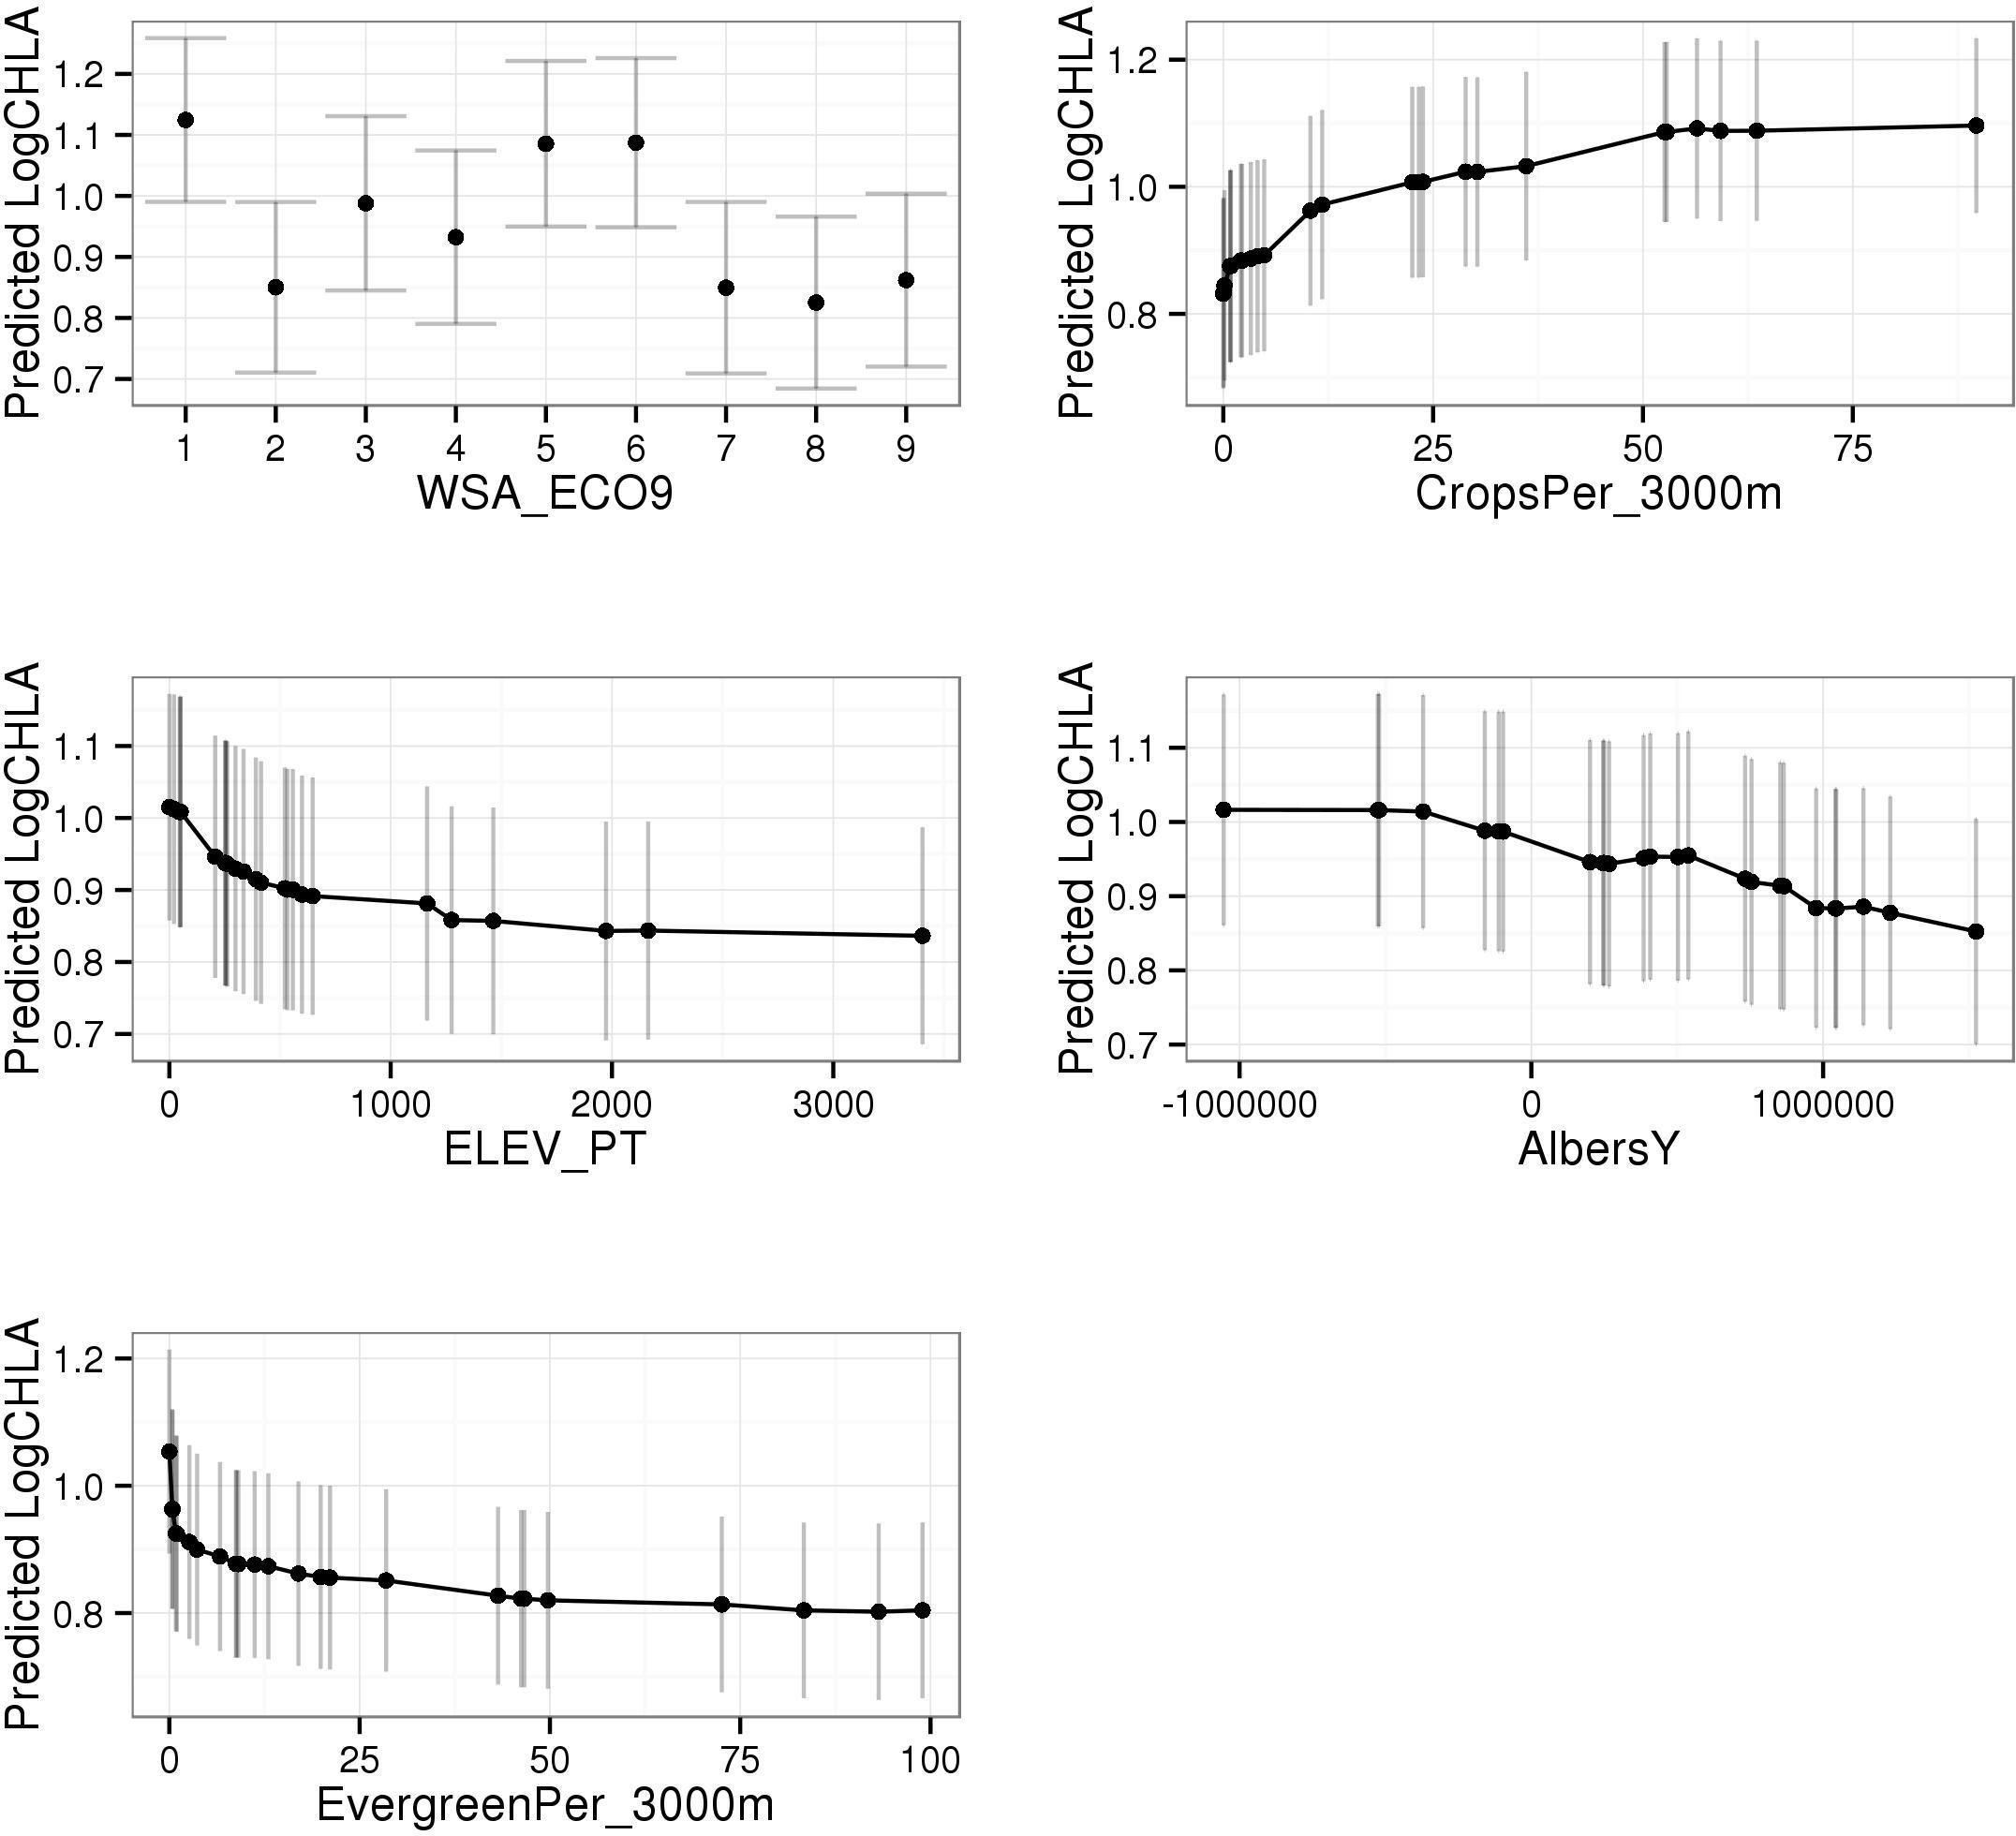 Predicted LogCHLA
1.2
1.1
1.0
0.9
0.8
0.7
1 2 3 4 5 6 7 8 9
WSA_ECO9
Predicted LogCHLA
1.2
1.0
0.8
0 25 50 75
CropsPer_3000m
Predicted LogCHLA
1.1
1.0
0.9
0.8
0.7
0 1000 2000 3000
ELEV_PT
Predicted LogCHLA
1.1
1.0
0.9
0.8
0.7
-1000000 0 1000000
AlbersY
Predicted LogCHLA
1.2
1.0
0.8
0 25 50 75 100
EvergreenPer_3000m